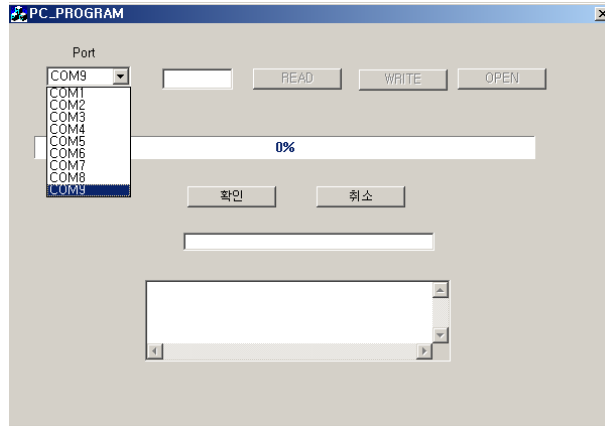 PC_PROGRAM
Port
COM9
READ
WRITE
OPEN
COM1
COM2
COM3
COM4
COM5
COM6
COM7
COM8
COM9
0%
확인
취소